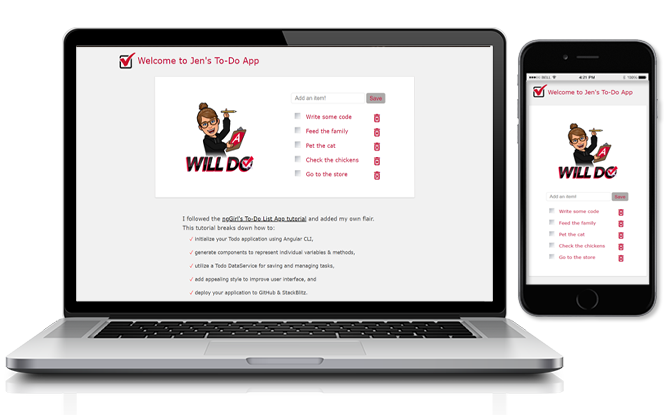 Welcome to Jen's To-Do App
Add an item!
Save
Write some code
Feed the family
Pet the cat
Check the chickens
Go to the store
A
WILL DO
I followed the ngGirl's To-Do List App tutorial and added my own flair.
This tutorial breaks down how to:
initialize your Todo application using Angular CLI,
generate components to represent individual variables & methods,
utilize a Todo DataService for saving and managing tasks,
add appealing style to improve user interface, and
deploy your application to GitHub & StackBlitz.
4:21 PM
100%
Welcome to Jen's To-Do App
A
WILL DO
Add an item!
Save
Write some code
Feed the family
Pet the cat
Check the chickens
Go to the store